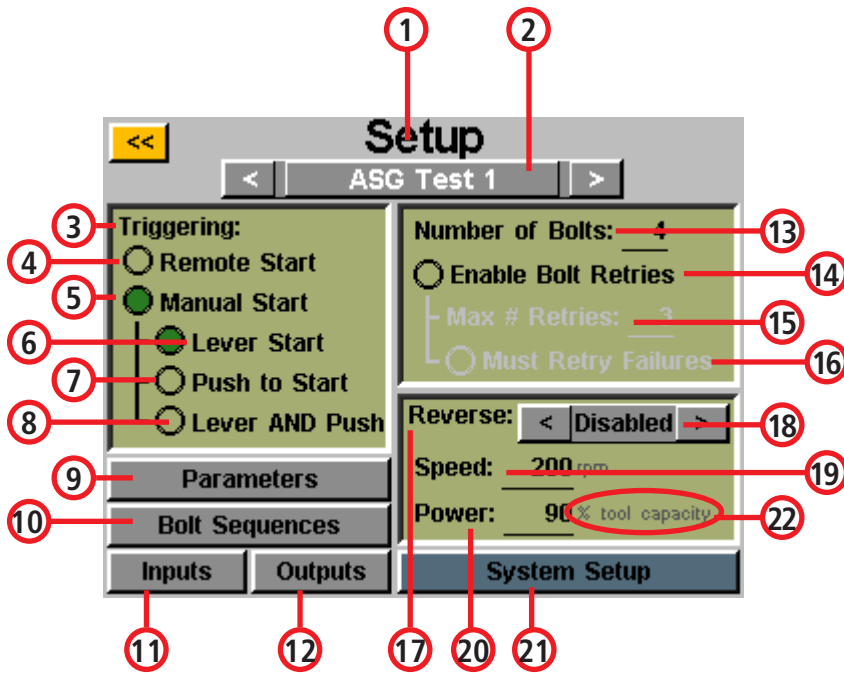 1 2
<< Setup
< ASG Test 1 >
3 Triggering:
4 Remote Start
5 Manual Start
6 Lever Start
7 Push to Start
8 Lever AND Push
9 Parameters
10 Bolt Sequences
Inputs Outputs
11 12
Number of Bolts: 4 13
Enable Bolt Retries 14
Max # Retries: 3 15
Must Retry Failures 16
Reverse: < Disabled > 18
Speed: 200 rpm 19
Power: 90 % tool capacity 22
System Setup
17 20 21